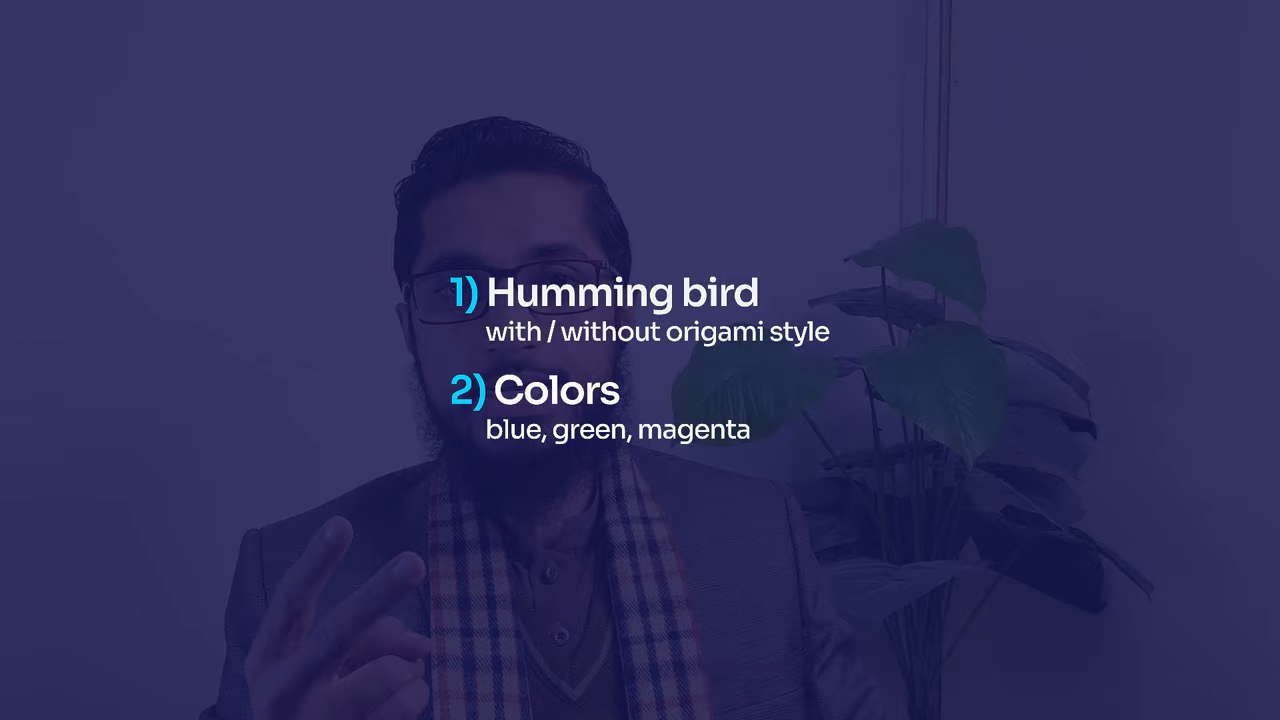 1) Humming bird
with / without origami style
2) Colors
blue, green, magenta